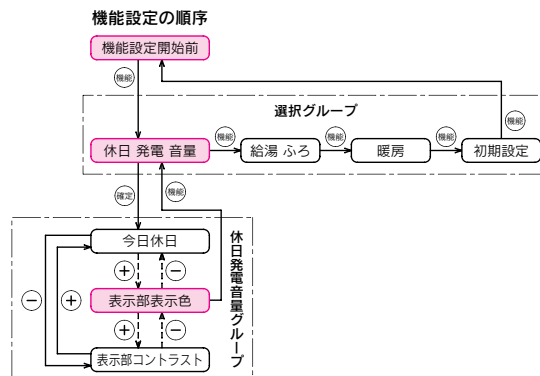 機能設定の順序
機能設定開始前
機能
機能
選択グループ
休日 発電 音量
機能
給湯 ふろ
機能
暖房
機能
初期設定
確定
機能
今日休日
休日発電音量グループ
＋
－
表示部表示色
－
＋
＋
－
表示部コントラスト